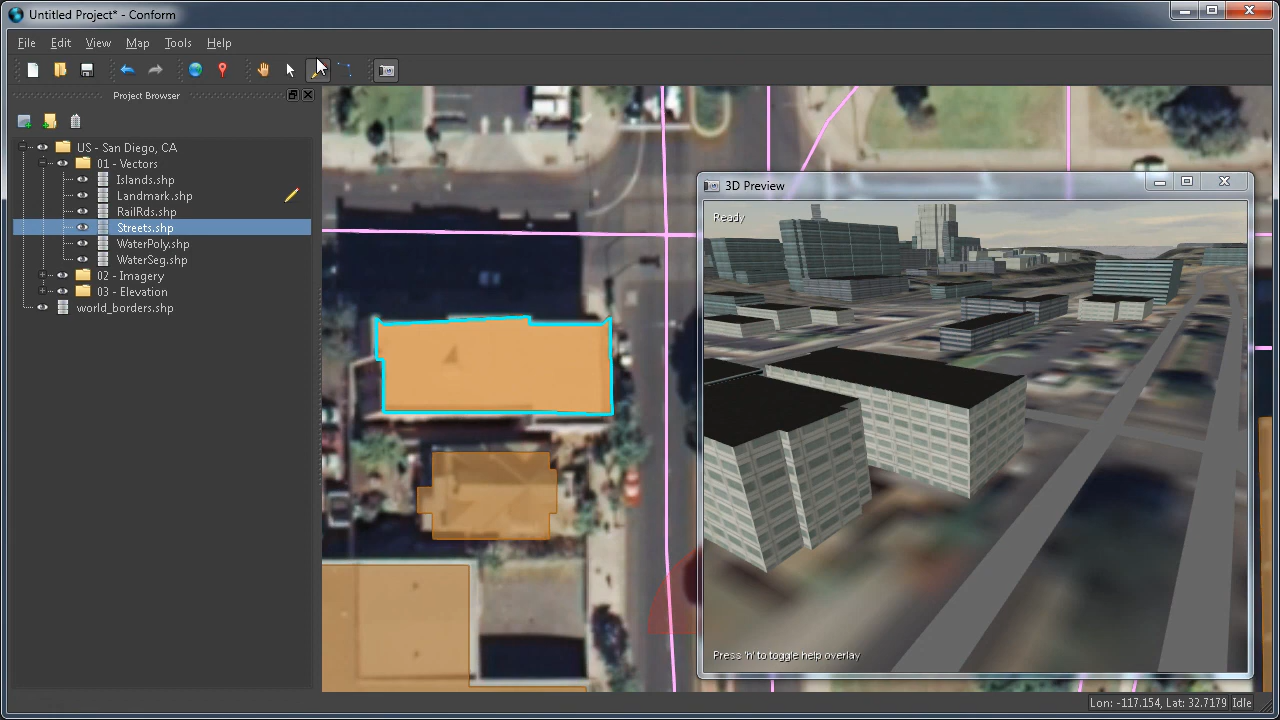 Untitled Project* - Conform
File Edit View Map Tools Help
Project Browser
US - San Diego, CA
01 - Vectors
Islands.shp
Landmark.shp
RailRds.shp
Streets.shp
WaterPoly.shp
WaterSeg.shp
02 - Imagery
03 - Elevation
world_borders.shp
3D Preview
Ready
Press 'h' to toggle help overlay
Lon: -117.154, Lat: 32.7179 Idle